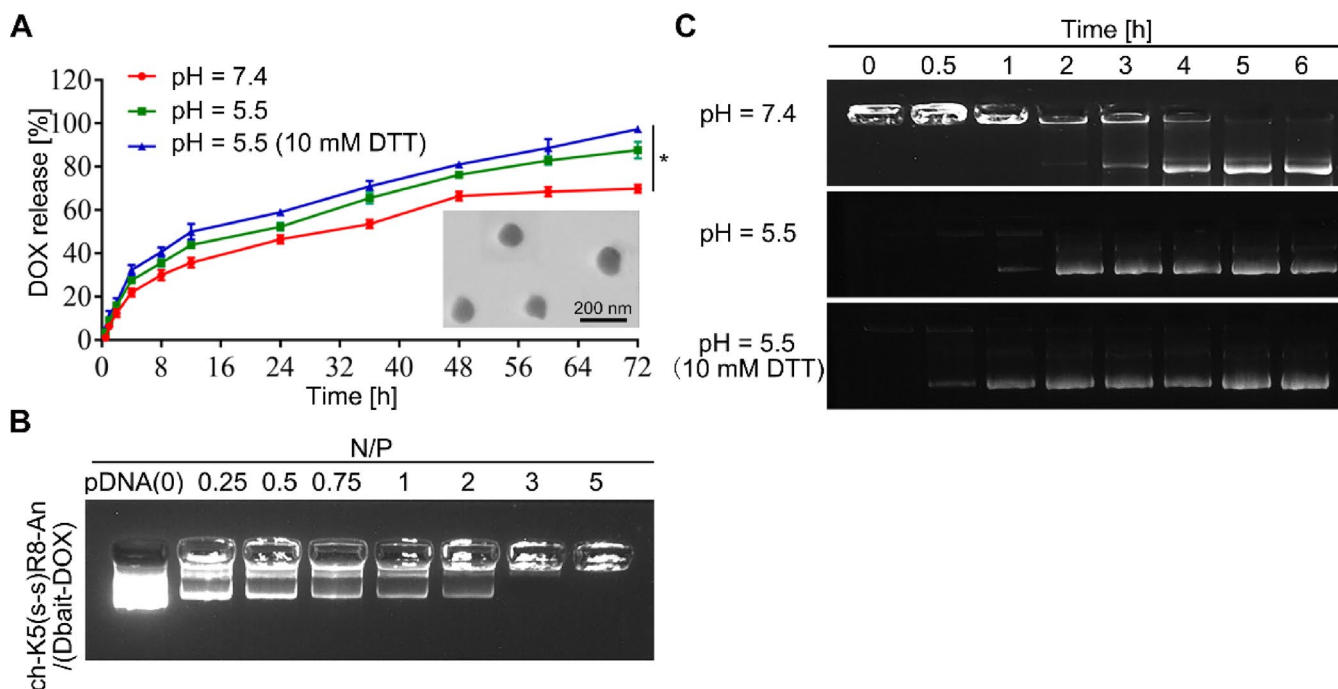 A
120
100
80
60
40
20
0
DOX release [%]
pH = 7.4
pH = 5.5
pH = 5.5 (10 mM DTT)
*
200 nm
0 8 16 24 32 40 48 56 64 72
Time [h]
B
N/P
pDNA(0) 0.25 0.5 0.75 1 2 3 5
ch-K5(s-s)R8-An
/(Dbait-DOX)
C
Time [h]
0 0.5 1 2 3 4 5 6
pH = 7.4
pH = 5.5
pH = 5.5
(10 mM DTT)